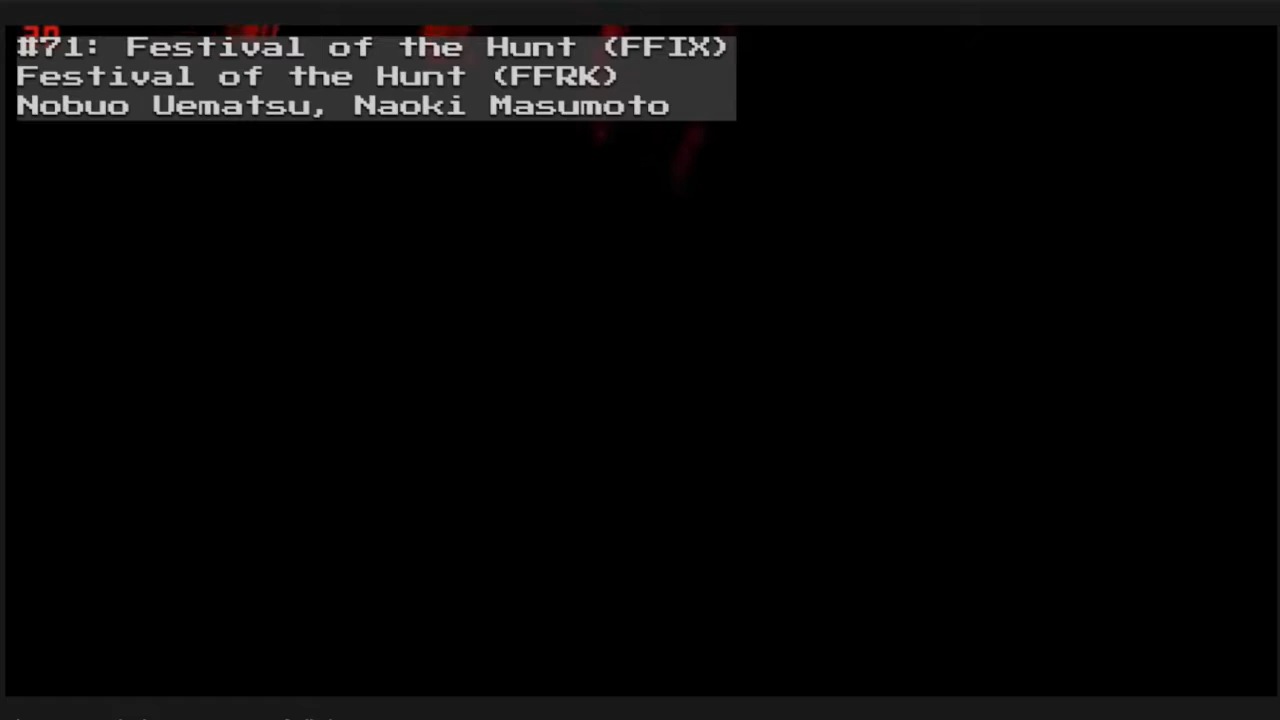 #71: Festival of the Hunt (FFIX)
Festival of the Hunt (FFRK)
Nobuo Uematsu, Naoki Masumoto